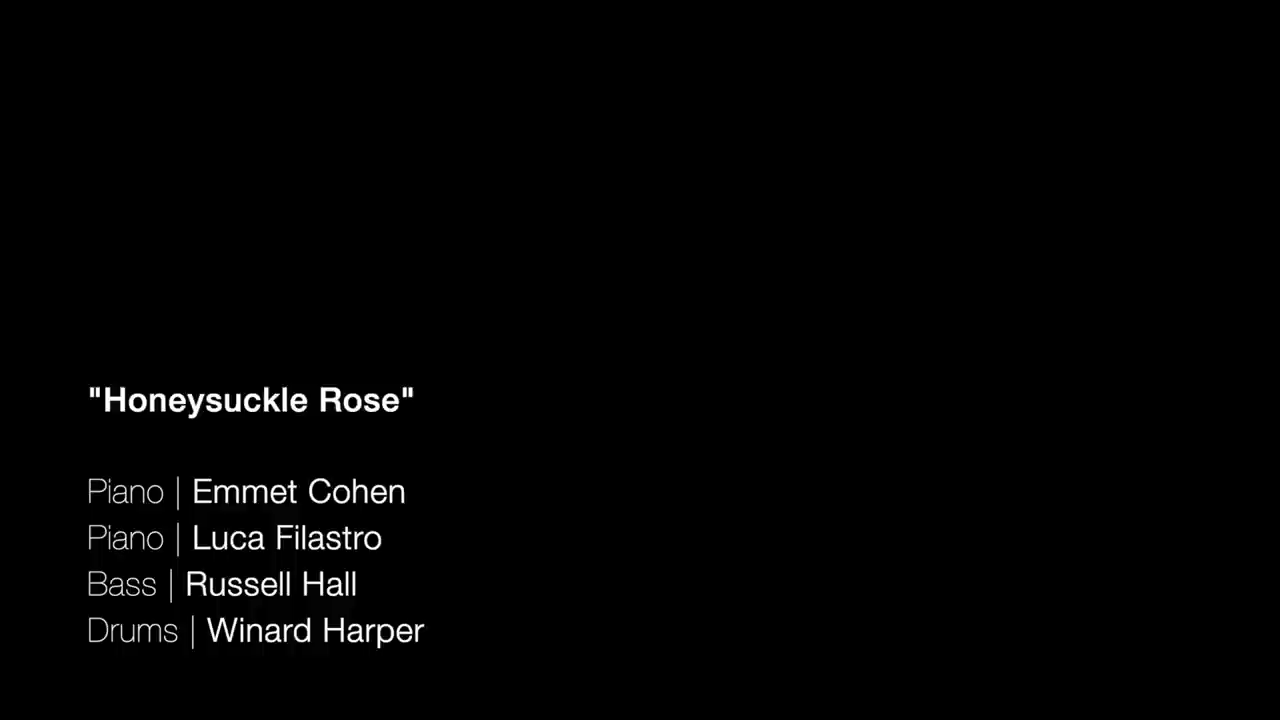 "Honeysuckle Rose"
Piano | Emmet Cohen
Piano | Luca Filastro
Bass | Russell Hall
Drums | Winard Harper